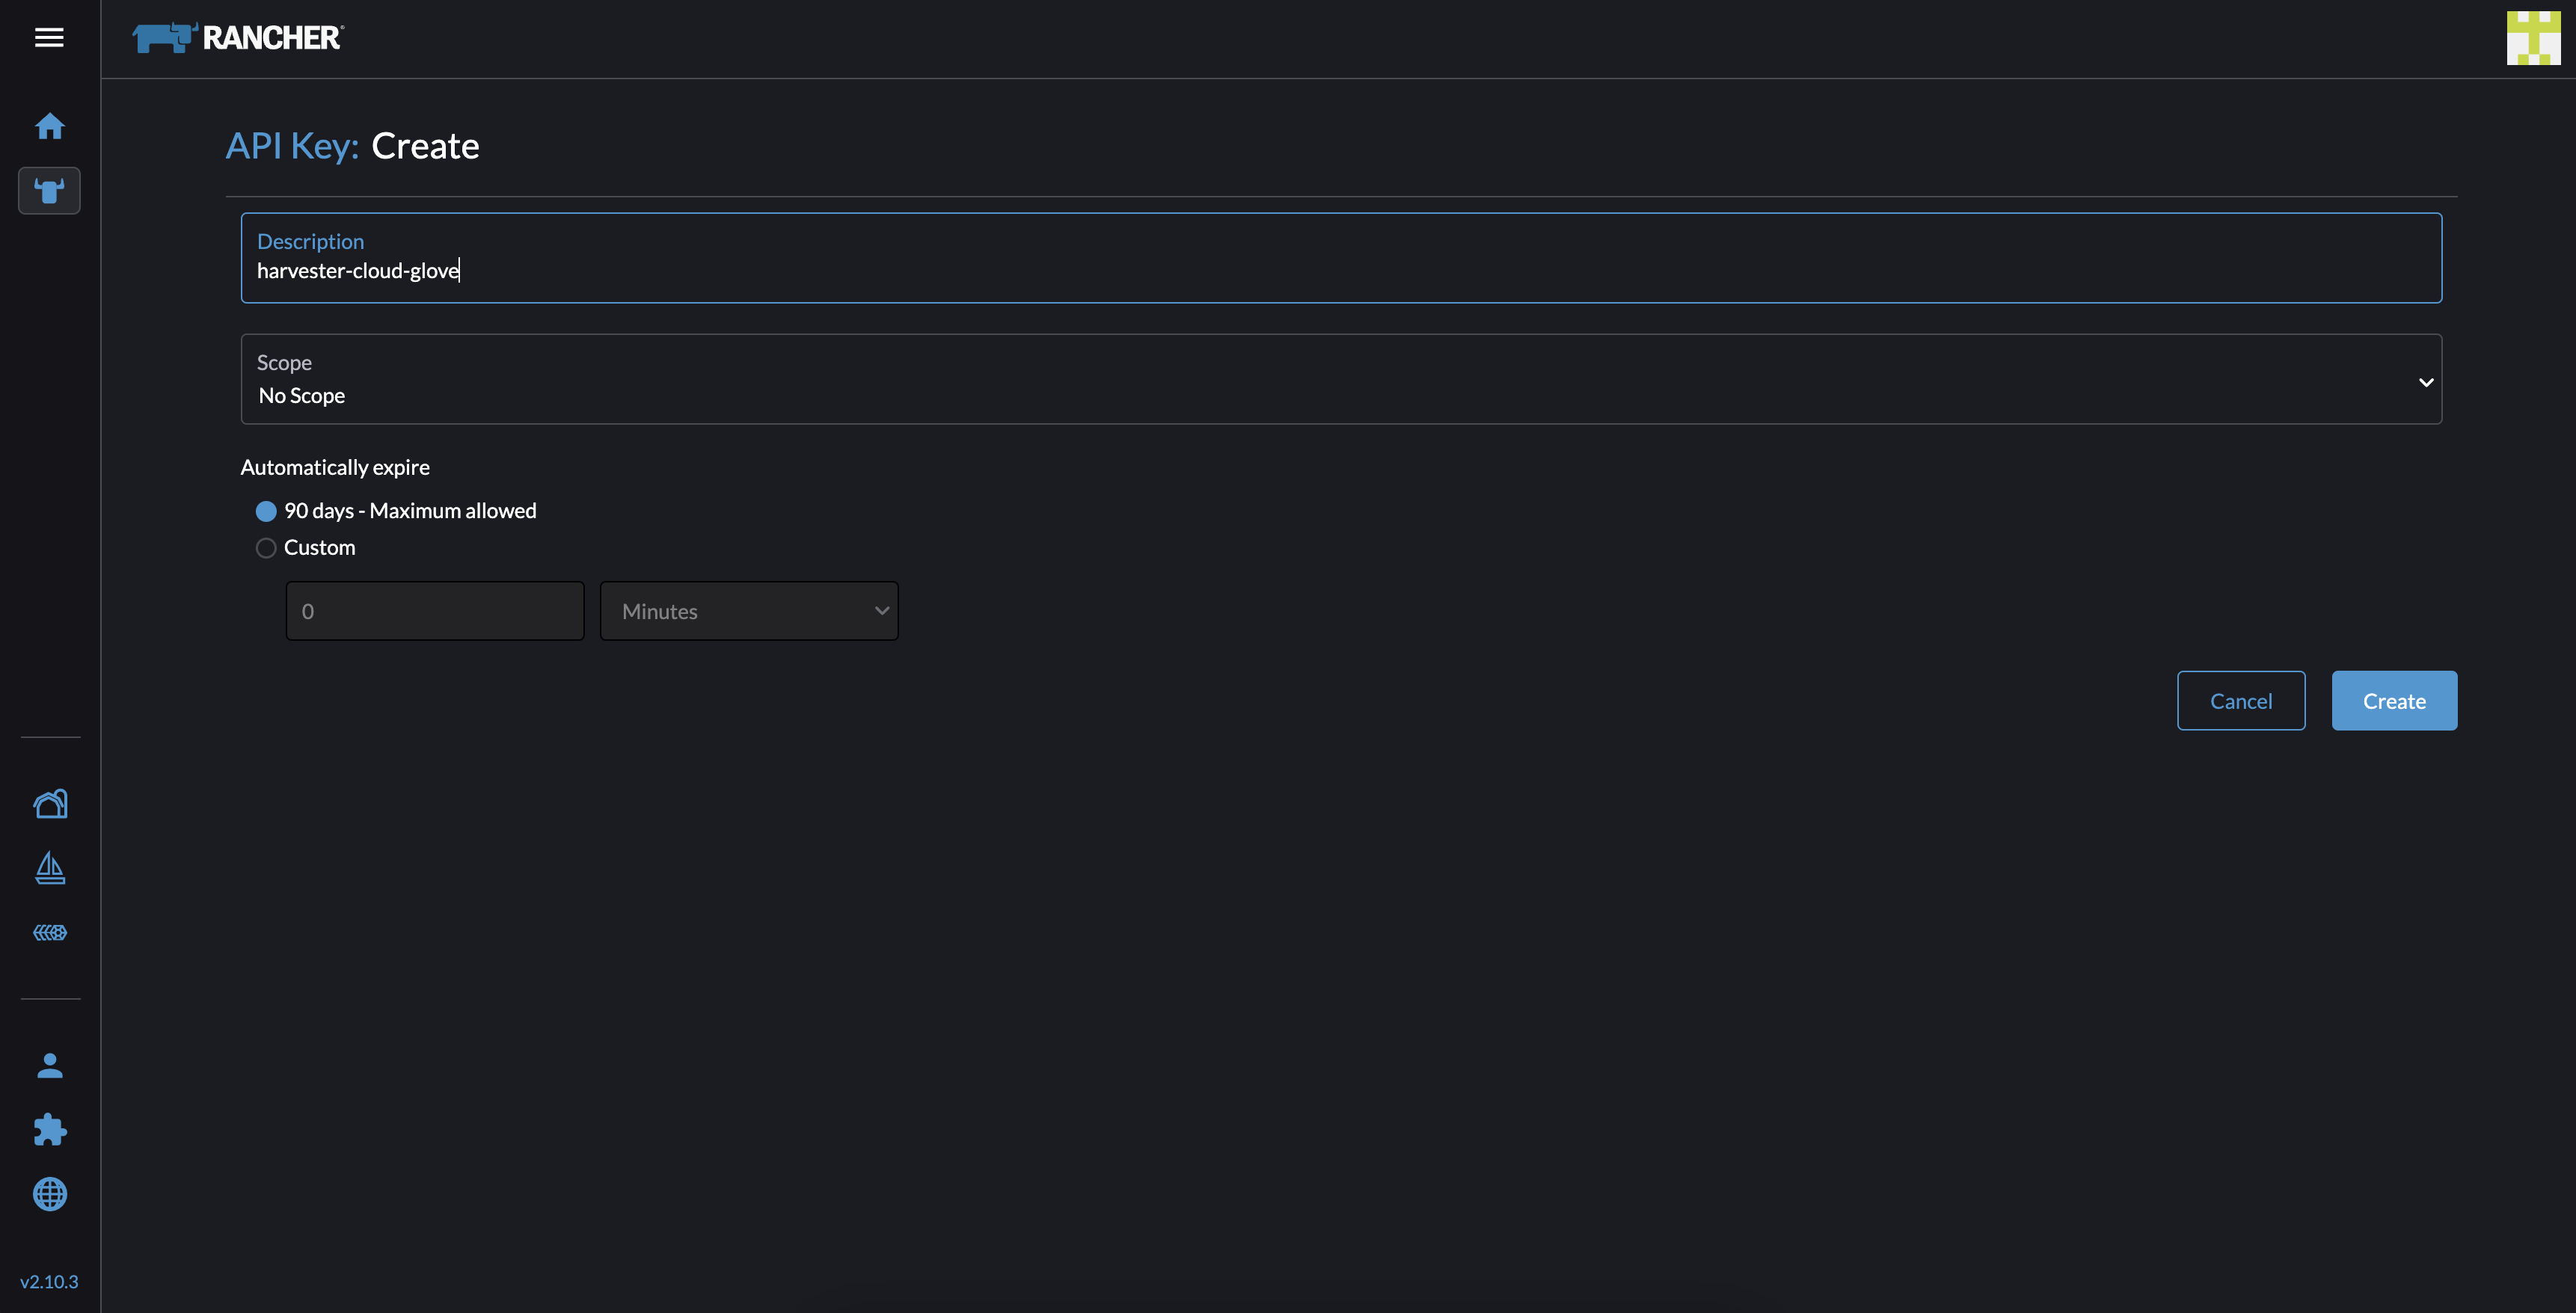 RANCHER
API Key: Create
Description
harvester-cloud-glove
Scope
No Scope
Automatically expire
90 days - Maximum allowed
Custom
0
Minutes
Cancel
Create
v2.10.3